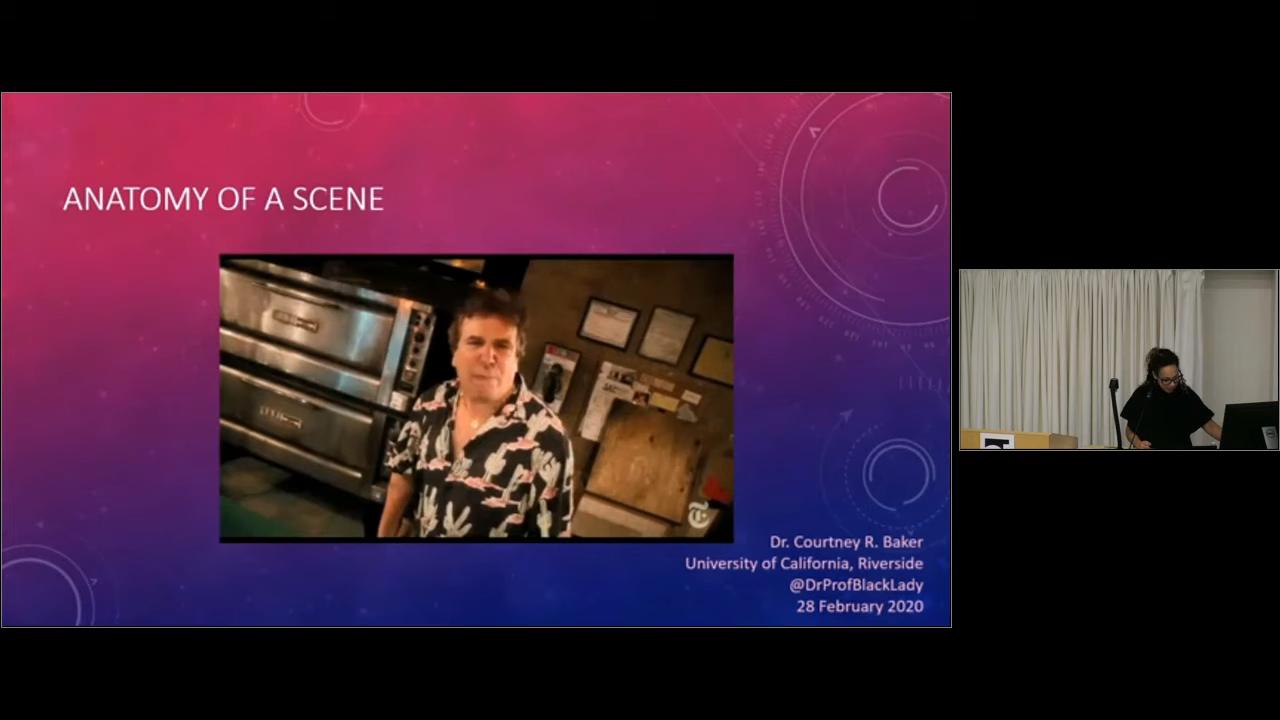 ANATOMY OF A SCENE
Dr. Courtney R. Baker
University of California, Riverside
@DrProfBlackLady
28 February 2020